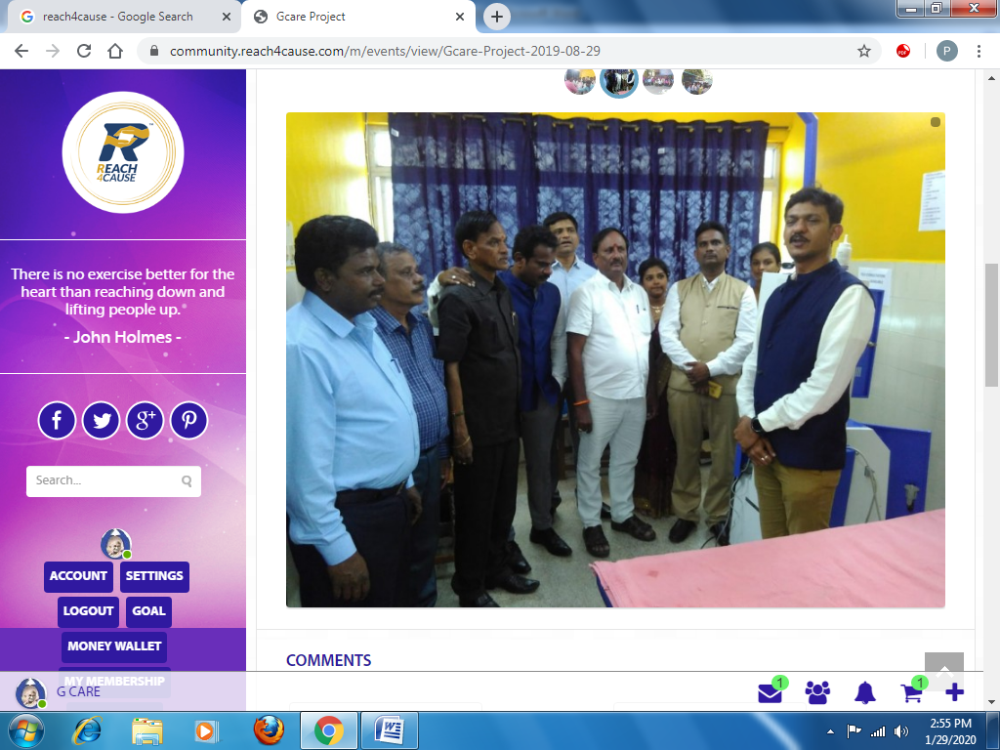 reach4cause - Google Search
Gcare Project
community.reach4cause.com/m/events/view/Gcare-Project-2019-08-29
PDF
P
R
REACH
4CAUSE
There is no exercise better for the
heart than reaching down and
lifting people up.
- John Holmes -
Search...
ACCOUNT SETTINGS
LOGOUT GOAL
MONEY WALLET
MY MEMBERSHIP
G CARE
COMMENTS
1
1
2:55 PM
1/29/2020